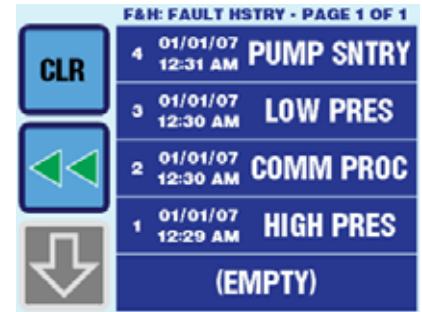 F&H: FAULT HSTRY - PAGE 1 OF 1
CLR
4 01/01/07 12:31 AM PUMP SNTRY
3 01/01/07 12:30 AM LOW PRES
2 01/01/07 12:30 AM COMM PROC
1 01/01/07 12:29 AM HIGH PRES
(EMPTY)